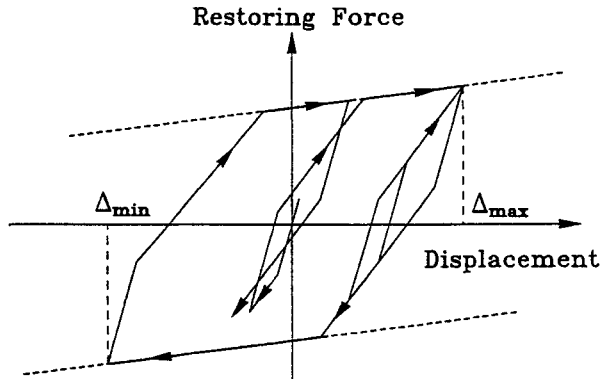 Restoring Force
Δmin
Δmax
Displacement